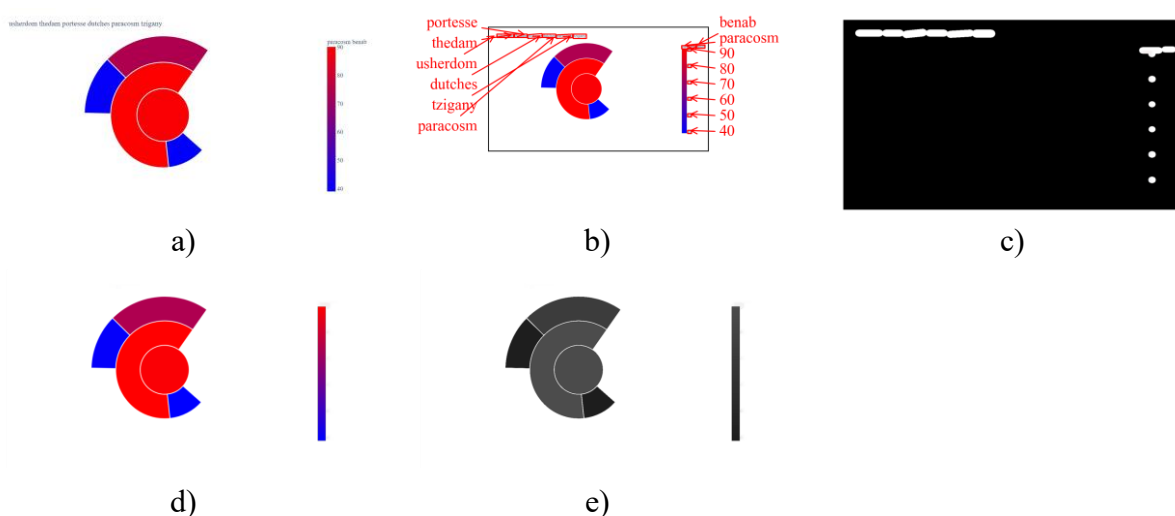 usherdom thedam portesse dutches paracosm tzigany
paracosm benab
90
80
70
60
50
40
portesse
thedam
usherdom
dutches
tzigany
paracosm
benab
paracosm
90
80
70
60
50
40
a)
b)
c)
d)
e)